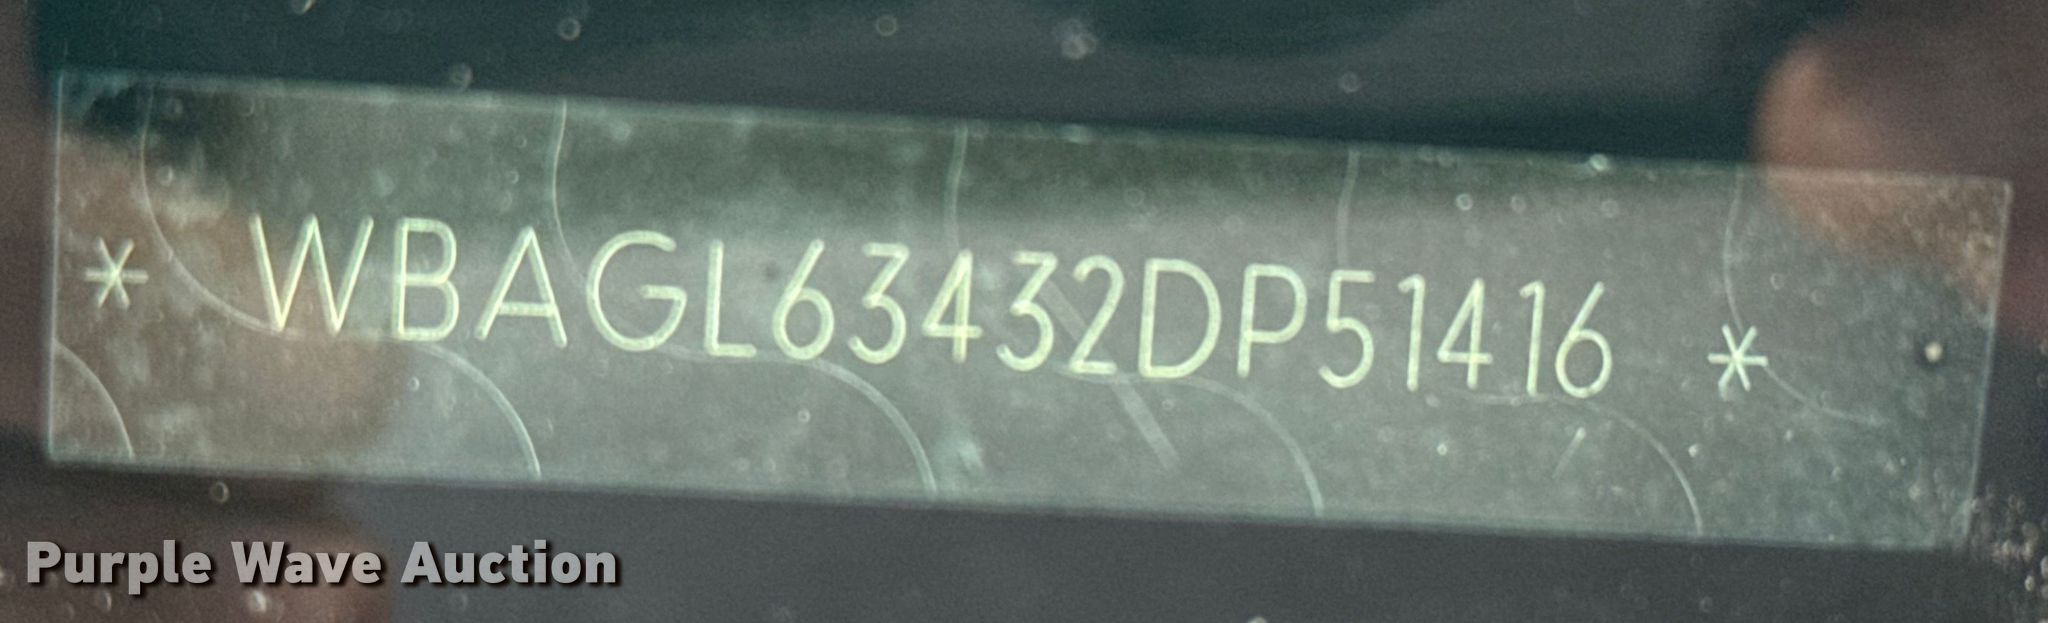 * WBAGL63432DP51416 *
Purple Wave Auction